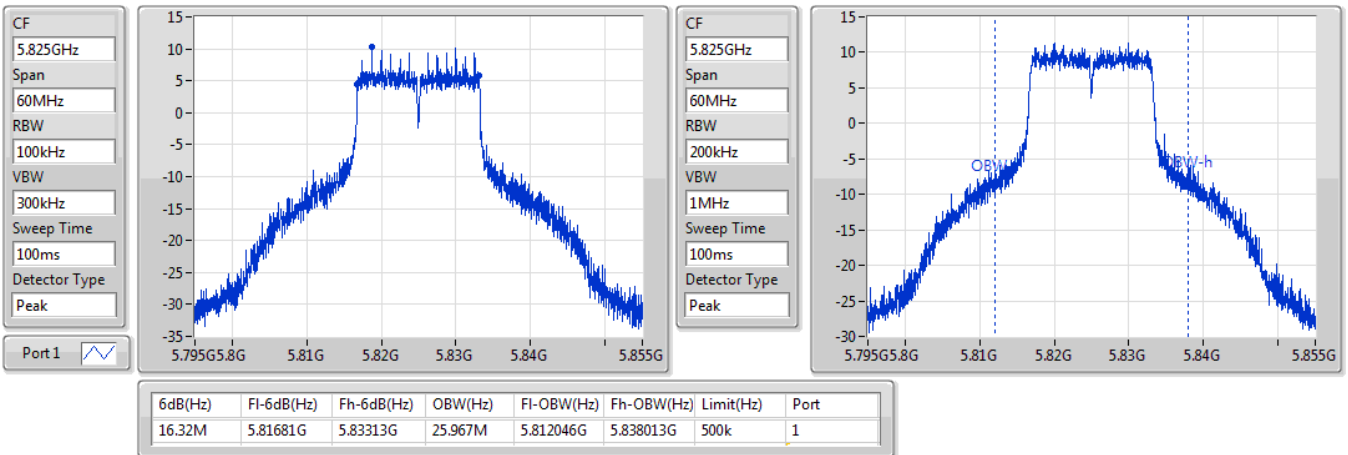 CF
5.825GHz
Span
60MHz
RBW
100kHz
VBW
300kHz
Sweep Time
100ms
Detector Type
Peak
Port 1
15
10
5
0
-5
-10
-15
-20
-25
-30
-35
5.795G 5.8G 5.81G 5.82G 5.83G 5.84G 5.855G
CF
5.825GHz
Span
60MHz
RBW
200kHz
VBW
1MHz
Sweep Time
100ms
Detector Type
Peak
15
10
5
0
-5
-10
-15
-20
-25
-30
5.795G 5.8G 5.81G 5.82G 5.83G 5.84G 5.855G
6dB(Hz) Fl-6dB(Hz) Fh-6dB(Hz) OBW(Hz) Fl-OBW(Hz) Fh-OBW(Hz) Limit(Hz) Port
16.32M 5.81681G 5.83313G 25.967M 5.812046G 5.838013G 500k 1